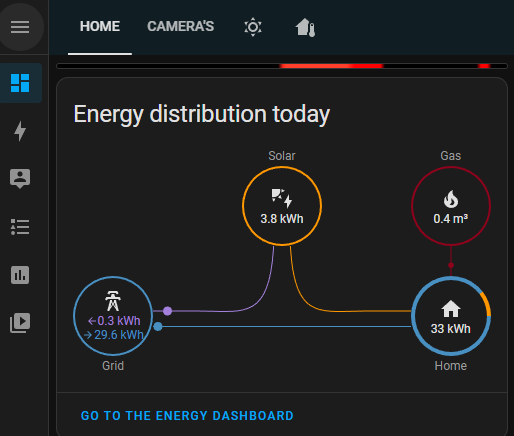 HOME
CAMERA'S
Energy distribution today
Solar
Gas
3.8 kWh
0.4 m³
←0.3 kWh
→29.6 kWh
33 kWh
Grid
Home
GO TO THE ENERGY DASHBOARD